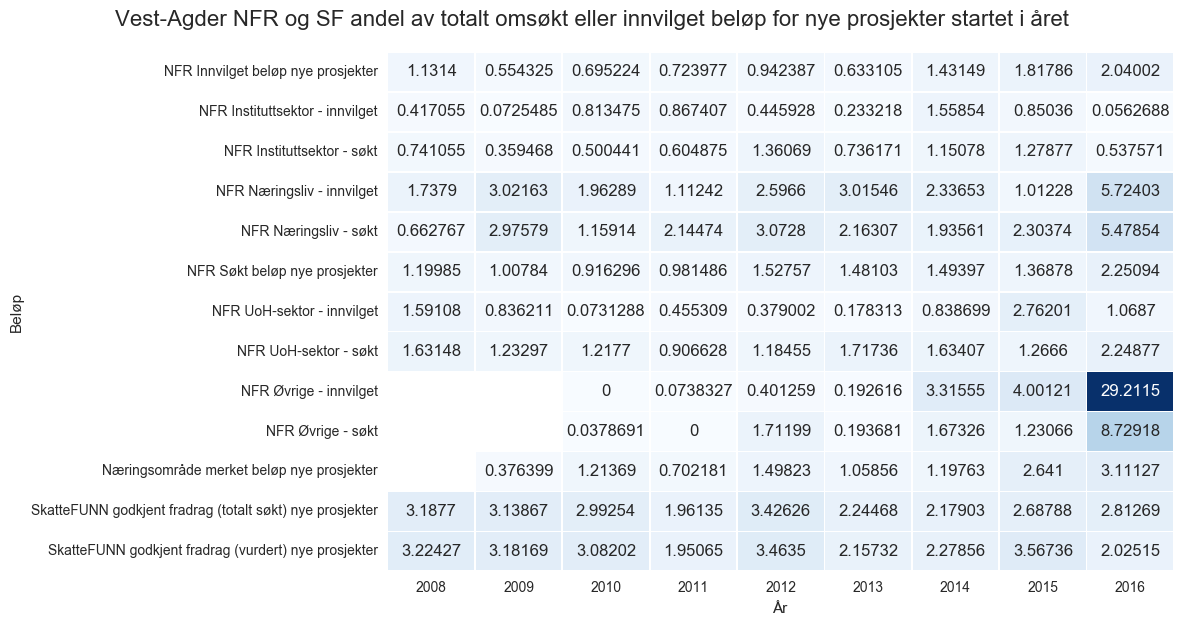 Vest-Agder NFR og SF andel av totalt omsøkt eller innvilget beløp for nye prosjekter startet i året
NFR Innvilget beløp nye prosjekter 1.1314 0.554325 0.695224 0.723977 0.942387 0.633105 1.43149 1.81786 2.04002
NFR Instituttsektor - innvilget 0.417055 0.0725485 0.813475 0.867407 0.445928 0.233218 1.55854 0.85036 0.0562688
NFR Instituttsektor - søkt 0.741055 0.359468 0.500441 0.604875 1.36069 0.736171 1.15078 1.27877 0.537571
NFR Næringsliv - innvilget 1.7379 3.02163 1.96289 1.11242 2.5966 3.01546 2.33653 1.01228 5.72403
NFR Næringsliv - søkt 0.662767 2.97579 1.15914 2.14474 3.0728 2.16307 1.93561 2.30374 5.47854
NFR Søkt beløp nye prosjekter 1.19985 1.00784 0.916296 0.981486 1.52757 1.48103 1.49397 1.36878 2.25094
NFR UoH-sektor - innvilget 1.59108 0.836211 0.0731288 0.455309 0.379002 0.178313 0.838699 2.76201 1.0687
NFR UoH-sektor - søkt 1.63148 1.23297 1.2177 0.906628 1.18455 1.71736 1.63407 1.2666 2.24877
NFR Øvrige - innvilget 0 0.0738327 0.401259 0.192616 3.31555 4.00121 29.2115
NFR Øvrige - søkt 0.0378691 0 1.71199 0.193681 1.67326 1.23066 8.72918
Næringsområde merket beløp nye prosjekter 0.376399 1.21369 0.702181 1.49823 1.05856 1.19763 2.641 3.11127
SkatteFUNN godkjent fradrag (totalt søkt) nye prosjekter 3.1877 3.13867 2.99254 1.96135 3.42626 2.24468 2.17903 2.68788 2.81269
SkatteFUNN godkjent fradrag (vurdert) nye prosjekter 3.22427 3.18169 3.08202 1.95065 3.4635 2.15732 2.27856 3.56736 2.02515
2008 2009 2010 2011 2012 2013 2014 2015 2016
År
Beløp